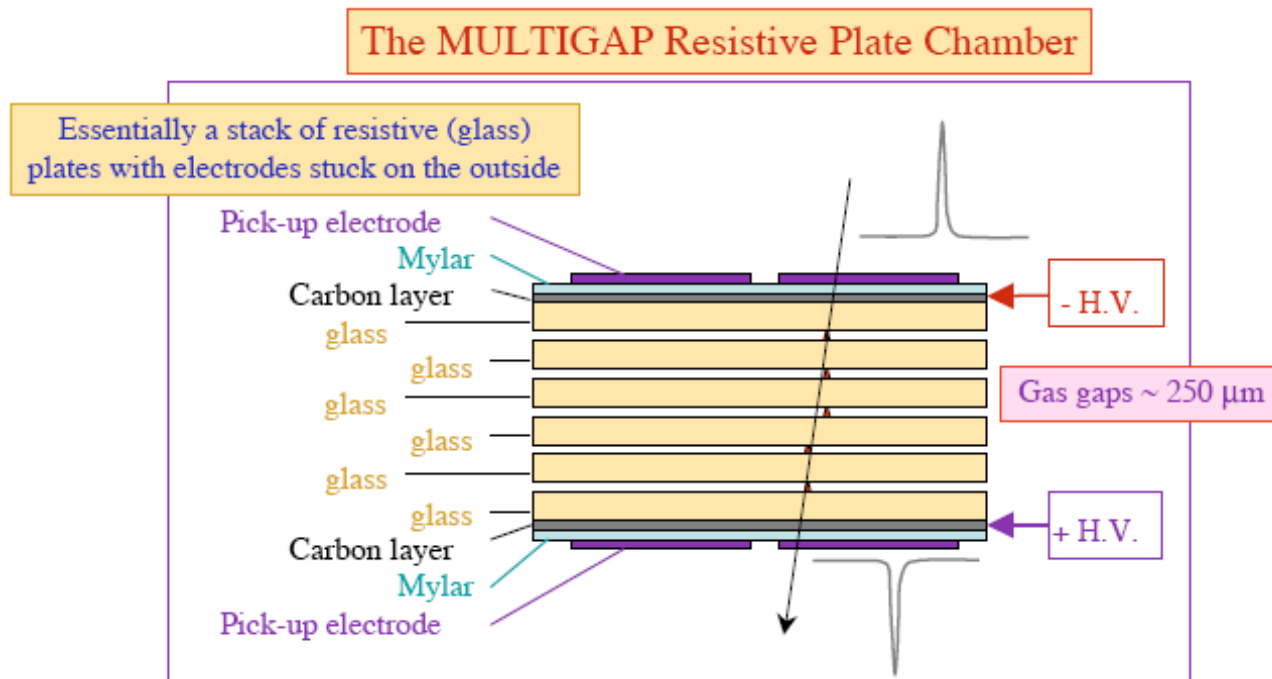 The MULTIGAP Resistive Plate Chamber
Essentially a stack of resistive (glass)
plates with electrodes stuck on the outside
Pick-up electrode
Mylar
Carbon layer
- H.V.
glass
glass
Gas gaps ~ 250 μm
glass
glass
glass
glass
+ H.V.
Carbon layer
Mylar
Pick-up electrode